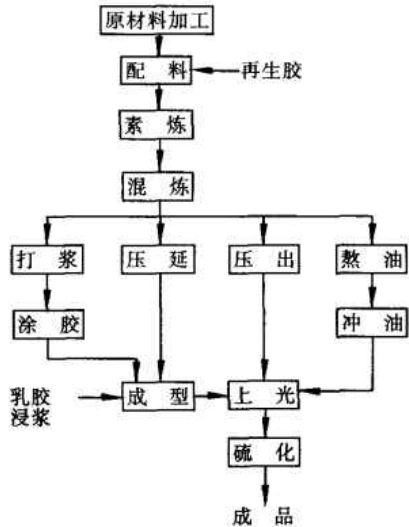 原材料加工
配料
再生胶
素炼
混炼
打浆
压延
压出
熬油
涂胶
冲油
乳胶
浸浆
成型
上光
硫化
成品